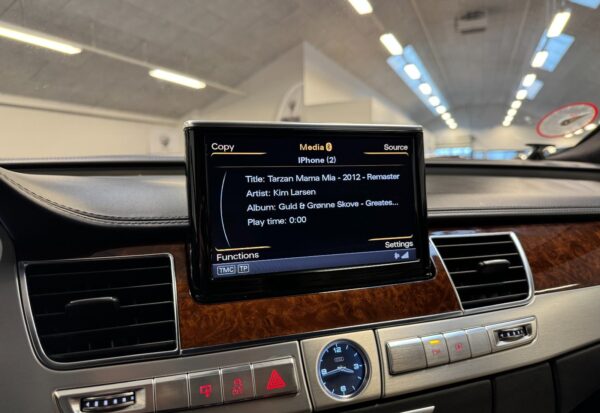 Copy Media Source
IPhone (2)
Title: Tarzan Mama Mia - 2012 - Remaster
Artist: Kim Larsen
Album: Guld & Grønne Skove - Greates...
Play time: 0:00
Functions Settings
TMC TP